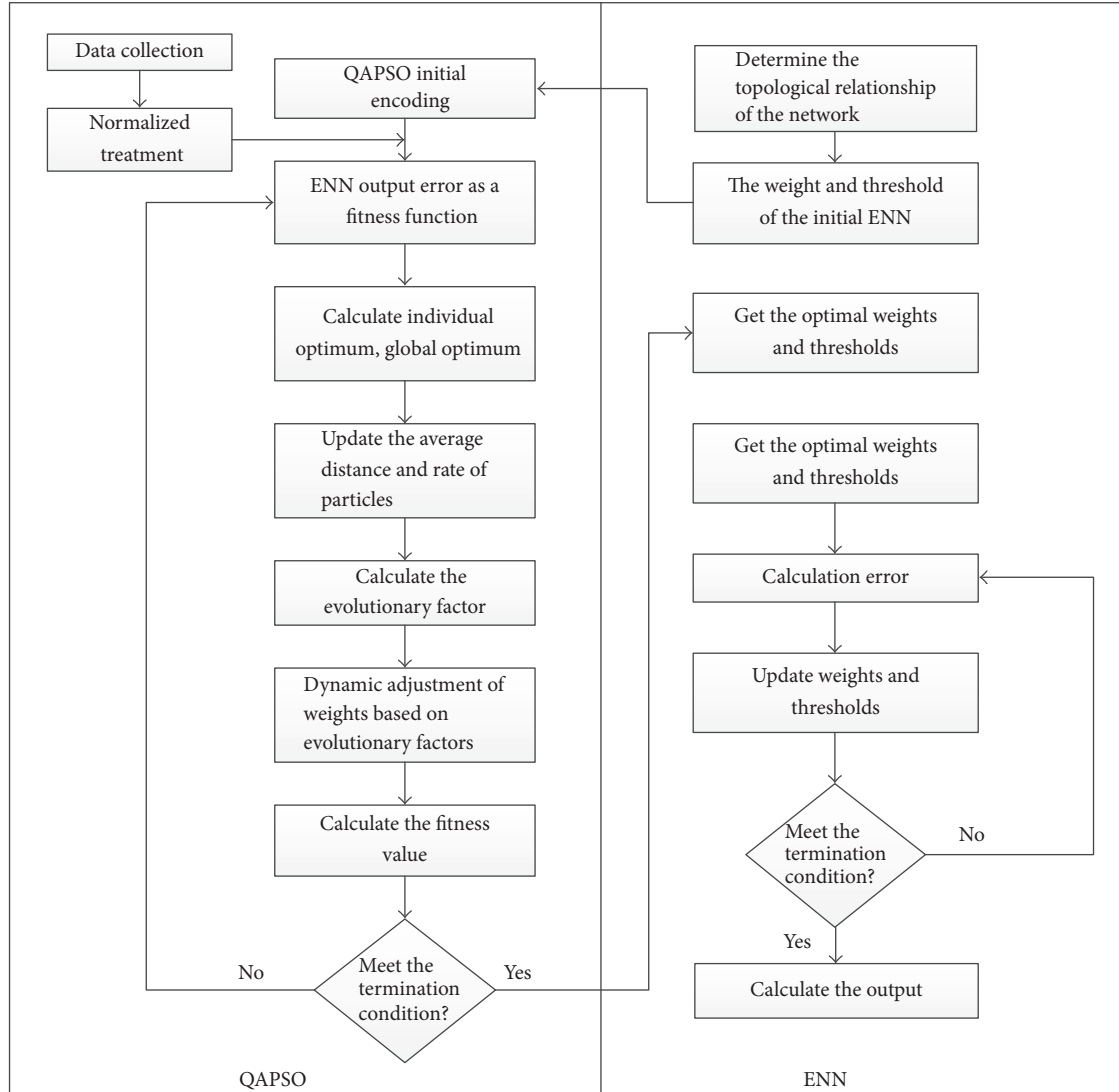 Data collection
Normalized
treatment
QAPSO initial
encoding
ENN output error as a
fitness function
Calculate individual
optimum, global optimum
Update the average
distance and rate of
particles
Calculate the
evolutionary factor
Dynamic adjustment of
weights based on
evolutionary factors
Calculate the fitness
value
No
Meet the
termination
condition?
Yes
QAPSO
Determine the
topological relationship
of the network
The weight and threshold
of the initial ENN
Get the optimal weights
and thresholds
Get the optimal weights
and thresholds
Calculation error
Update weights and
thresholds
Meet the
termination
condition?
No
Yes
Calculate the output
ENN